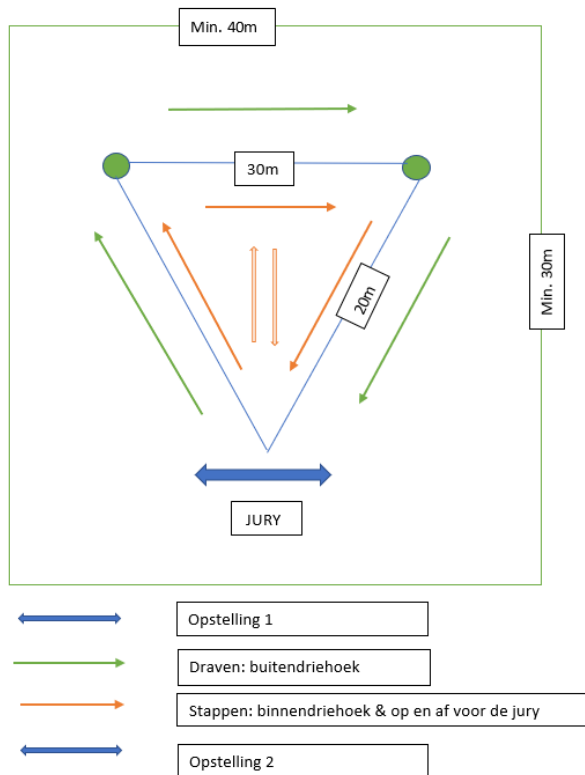 Min. 40m
30m
20m
Min. 30m
JURY
Opstelling 1
Draven: buitendriehoek
Stappen: binnendriehoek & op en af voor de jury
Opstelling 2